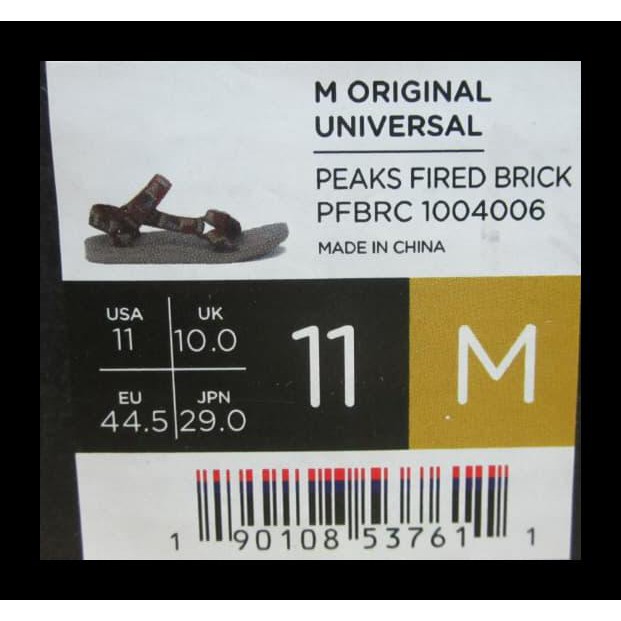 M ORIGINAL
UNIVERSAL
PEAKS FIRED BRICK
PFBRC 1004006
MADE IN CHINA
USA UK
11 10.0
EU JPN
44.5 29.0
11 M
1 90108 53761 1